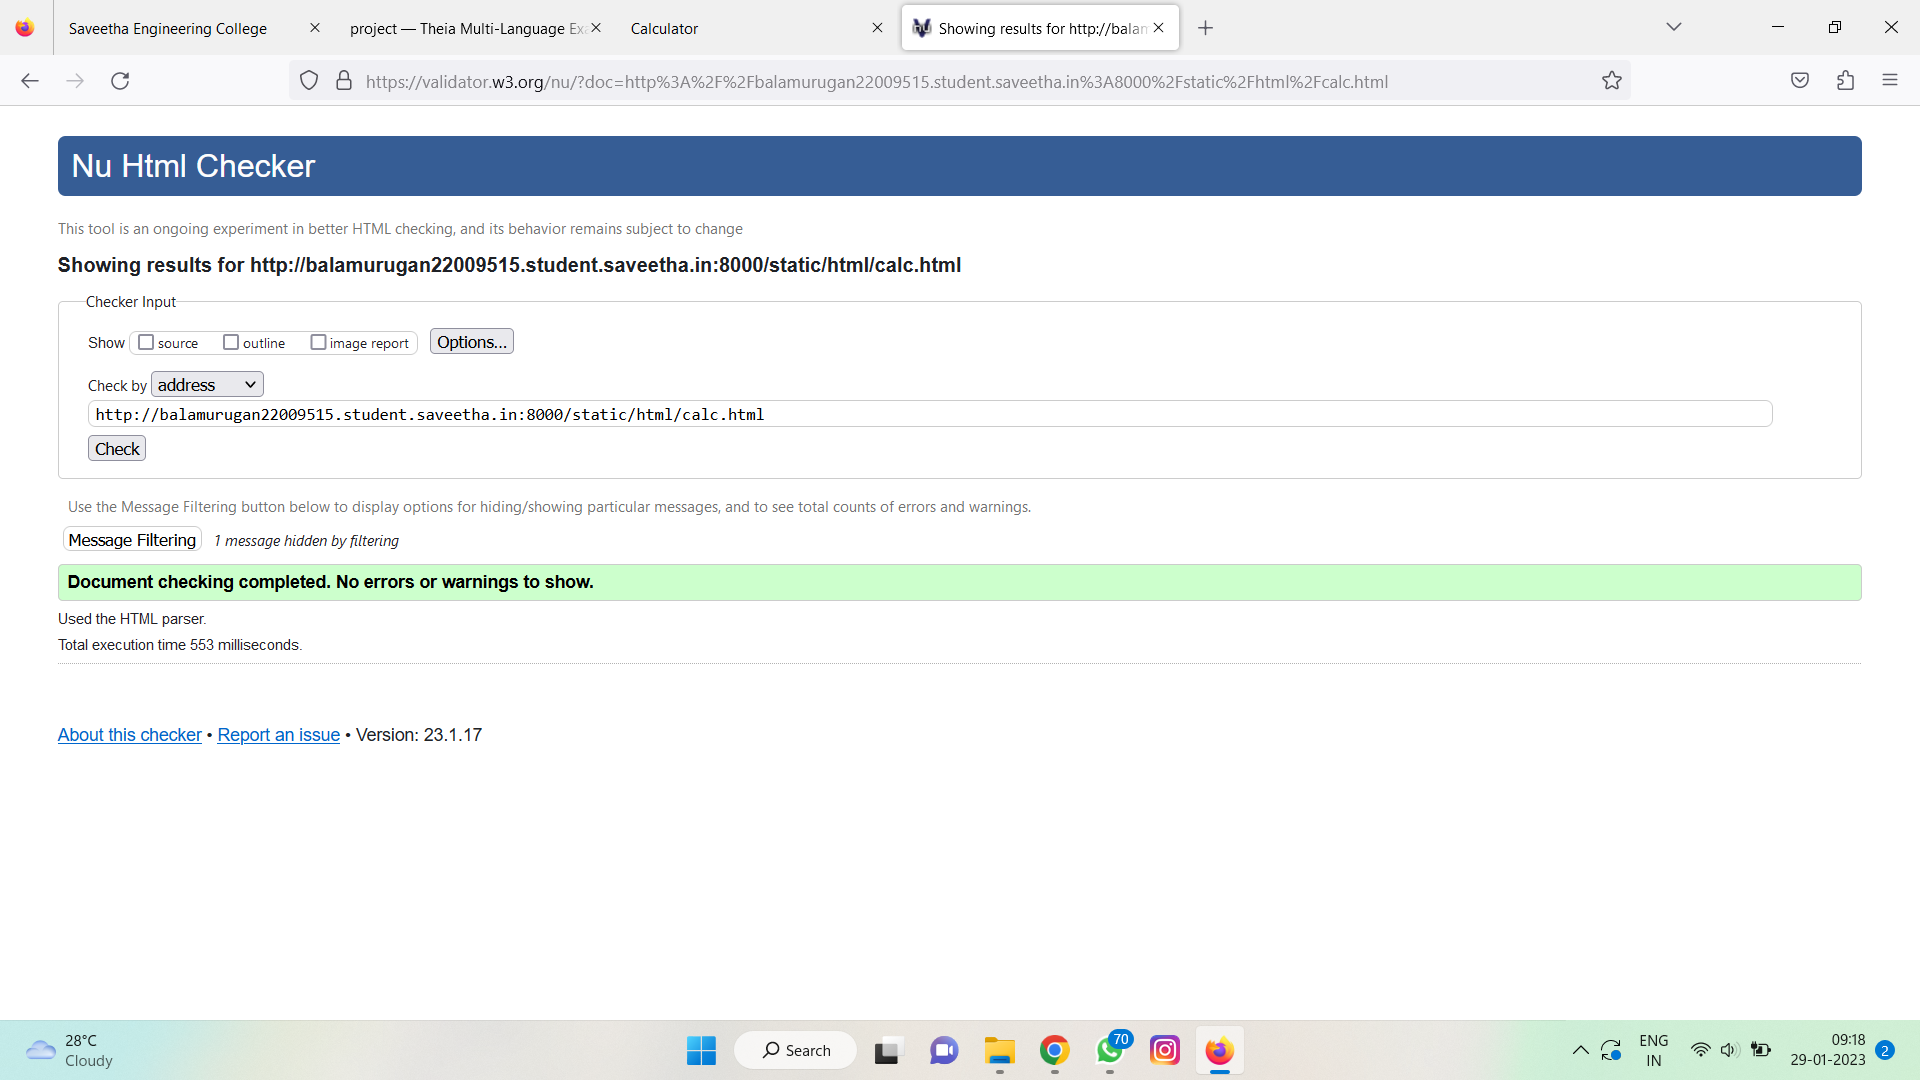 Saveetha Engineering College
project — Theia Multi-Language Ex
Calculator
Showing results for http://balan
https://validator.w3.org/nu/?doc=http%3A%2F%2Fbalamurugan22009515.student.saveetha.in%3A8000%2Fstatic%2Fhtml%2Fcalc.html
Nu Html Checker
This tool is an ongoing experiment in better HTML checking, and its behavior remains subject to change
Showing results for http://balamurugan22009515.student.saveetha.in:8000/static/html/calc.html
Checker Input
Show source outline image report Options...
Check by address
http://balamurugan22009515.student.saveetha.in:8000/static/html/calc.html
Check
Use the Message Filtering button below to display options for hiding/showing particular messages, and to see total counts of errors and warnings.
Message Filtering 1 message hidden by filtering
Document checking completed. No errors or warnings to show.
Used the HTML parser.
Total execution time 553 milliseconds.
About this checker • Report an issue • Version: 23.1.17
28°C
Cloudy
Search
70
ENG
IN
09:18
29-01-2023
2